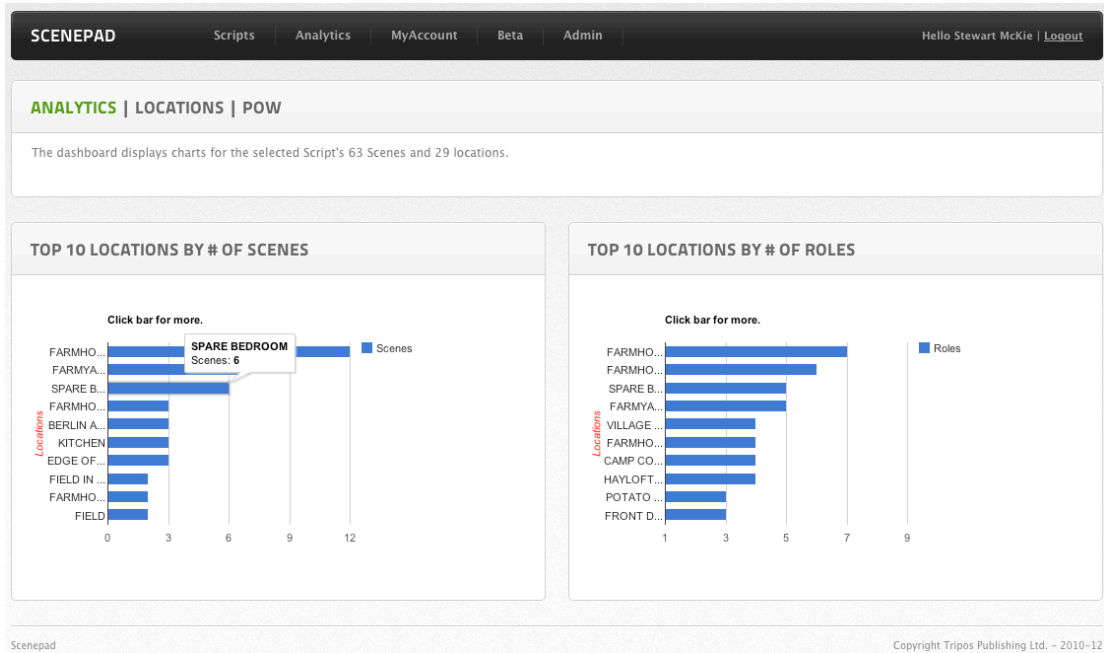 SCENEPAD Scripts Analytics MyAccount Beta Admin Hello Stewart McKie | Logout
ANALYTICS | LOCATIONS | POW
The dashboard displays charts for the selected Script's 63 Scenes and 29 locations.
TOP 10 LOCATIONS BY # OF SCENES
Click bar for more.
SPARE BEDROOM
Scenes: 6
Scenes
Locations
FARMHO...
FARMYA...
SPARE B...
FARMHO...
BERLIN A...
KITCHEN
EDGE OF...
FIELD IN ...
FARMHO...
FIELD
0 3 6 9 12
TOP 10 LOCATIONS BY # OF ROLES
Click bar for more.
Roles
Locations
FARMHO...
FARMHO...
SPARE B...
FARMYA...
VILLAGE ...
FARMHO...
CAMP CO...
HAYLOFT...
POTATO ...
FRONT D...
1 3 5 7 9
Scenepad Copyright Tripos Publishing Ltd. - 2010-12